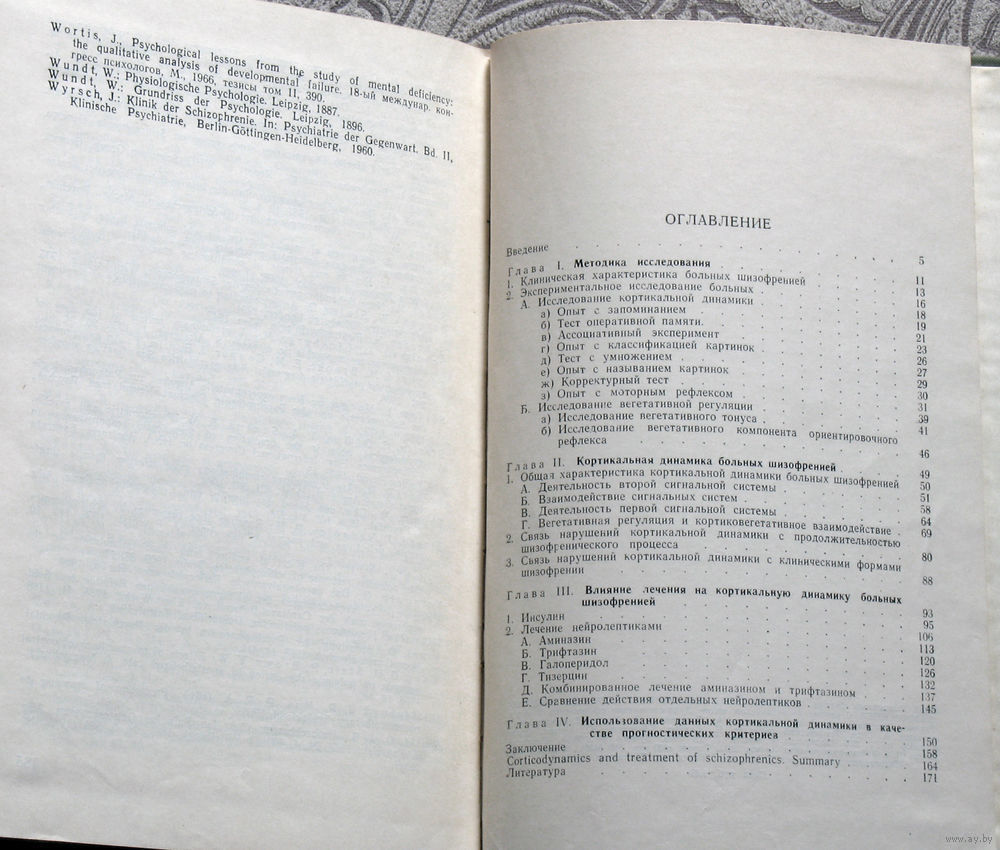 Wortis, J., Psychological lessons from the study of mental deficiency:
the qualitative analysis of developmental failure. 18-ый междунар. кон-
гресс психологов, М., 1966, тезисы том II, 390.
Wundt, W.: Physiologische Psychologie. Leipzig, 1887.
Wundt, W.: Grundriss der Psychologie. Leipzig, 1896.
Wyrsch, J.: Klinik der Schizophrenie. In: Psychiatrie der Gegenwart. Bd. II,
Klinische Psychiatrie, Berlin-Göttingen-Heidelberg, 1960.
ОГЛАВЛЕНИЕ
Введение . . . . . . . . . . 5
Глава I. Методика исследования . . . . . 11
1. Клиническая характеристика больных шизофренией . . . 13
2. Экспериментальное исследование больных . . . . 16
А. Исследование кортикальной динамики . . . . 18
а) Опыт с запоминанием . . . . . 19
б) Тест оперативной памяти. . . . . 21
в) Ассоциативный эксперимент . . . . 23
г) Опыт с классификацией картинок . . . . 26
д) Тест с умножением . . . . . 27
е) Опыт с называнием картинок . . . . 29
ж) Корректурный тест . . . . . 30
з) Опыт с моторным рефлексом . . . . 31
Б. Исследование вегетативной регуляции . . . . 39
а) Исследование вегетативного тонуса . . . . 41
б) Исследование вегетативного компонента ориентировочного
рефлекса . . . . . . 46
Глава II. Кортикальная динамика больных шизофренией . . 49
1. Общая характеристика кортикальной динамики больных шизофренией 50
А. Деятельность второй сигнальной системы . . . . 51
Б. Взаимодействие сигнальных систем . . . . 58
В. Деятельность первой сигнальной системы . . . . 64
Г. Вегетативная регуляция и кортиковегетативное взаимодействие . 69
2. Связь нарушений кортикальной динамики с продолжительностью
шизофренического процесса . . . . . 80
3. Связь нарушений кортикальной динамики с клиническими формами
шизофрении . . . . . . 88
Глава III. Влияние лечения на кортикальную динамику больных
шизофренией . . . . . 93
1. Инсулин . . . . . . . 95
2. Лечение нейролептиками . . . . . 106
А. Аминазин . . . . . . 113
Б. Трифтазин . . . . . . 120
В. Галоперидол . . . . . . 126
Г. Тизерцин . . . . . . 132
Д. Комбинированное лечение аминазином и трифтазином . . 137
Е. Сравнение действия отдельных нейролептиков . . . 145
Глава IV. Использование данных кортикальной динамики в каче-
стве прогностических критериев . . . . 150
Заключение . . . . . . . 158
Corticodynamics and treatment of schizophrenics. Summary . . 164
Литература . . . . . . . 171
www.ay.by